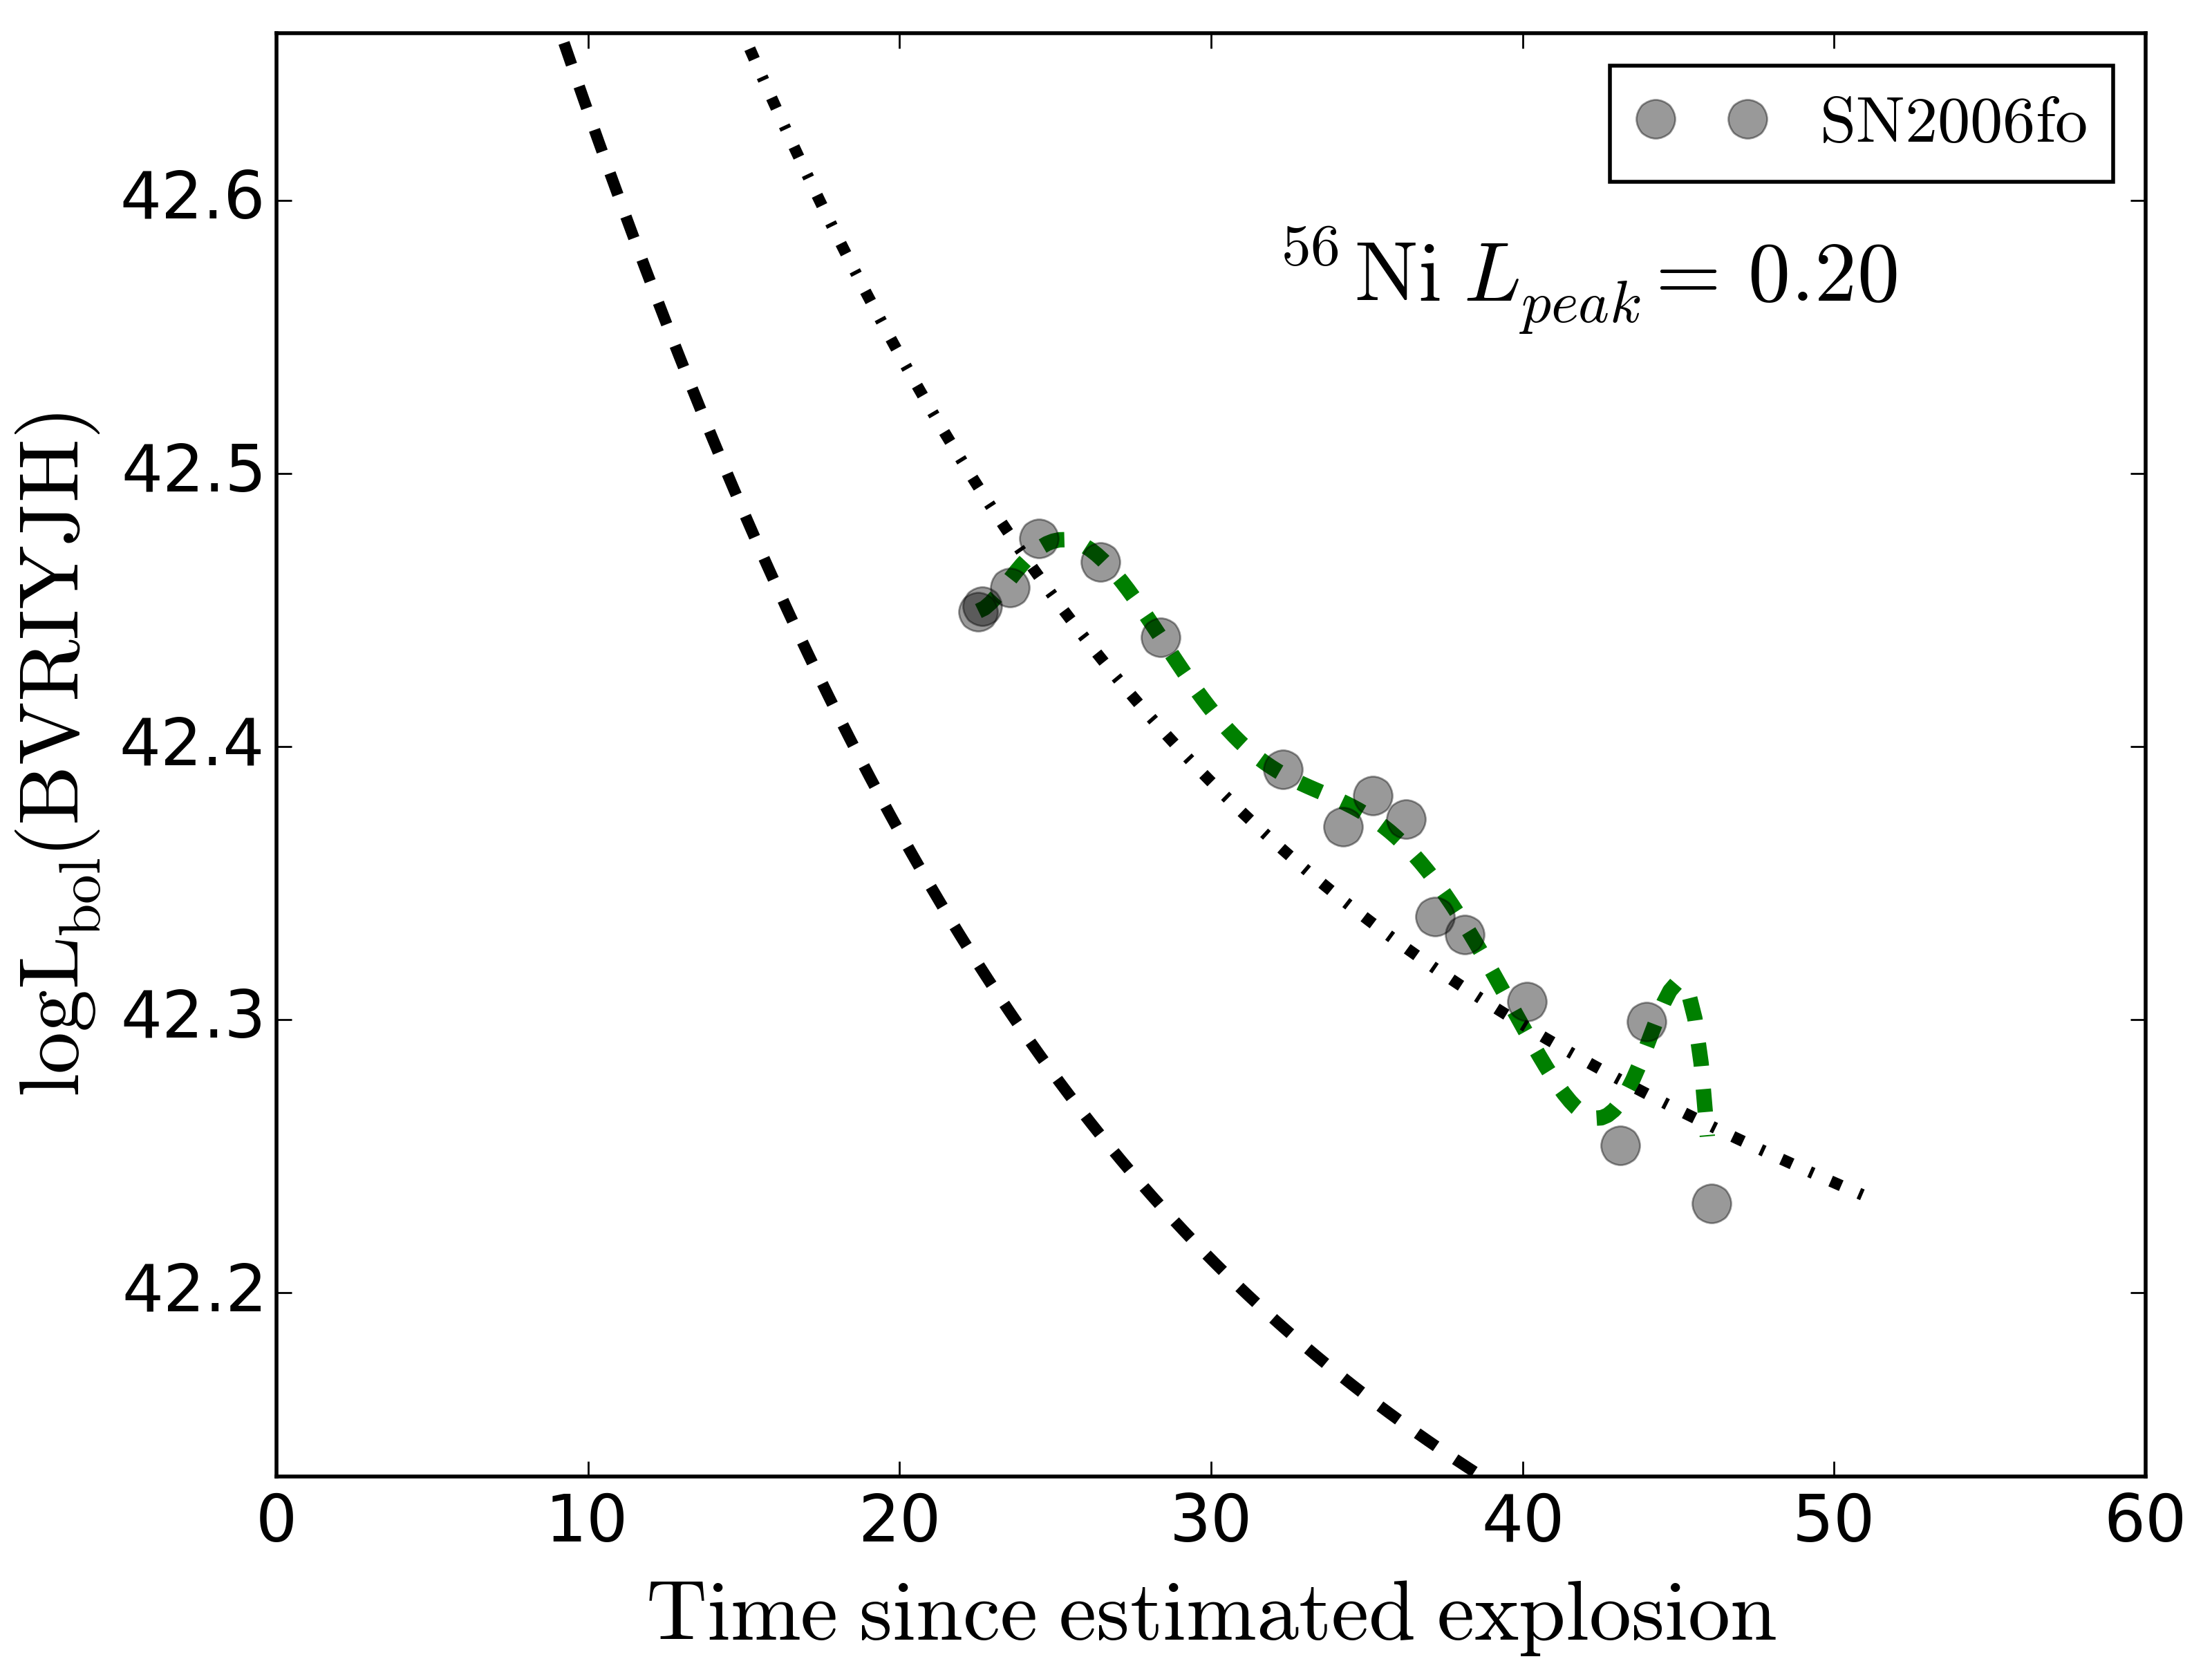 SN2006fo
⁵⁶Ni L_peak = 0.20
42.6
42.5
42.4
42.3
42.2
logL_bol(BVRIYJH)
0 10 20 30 40 50 60
Time since estimated explosion